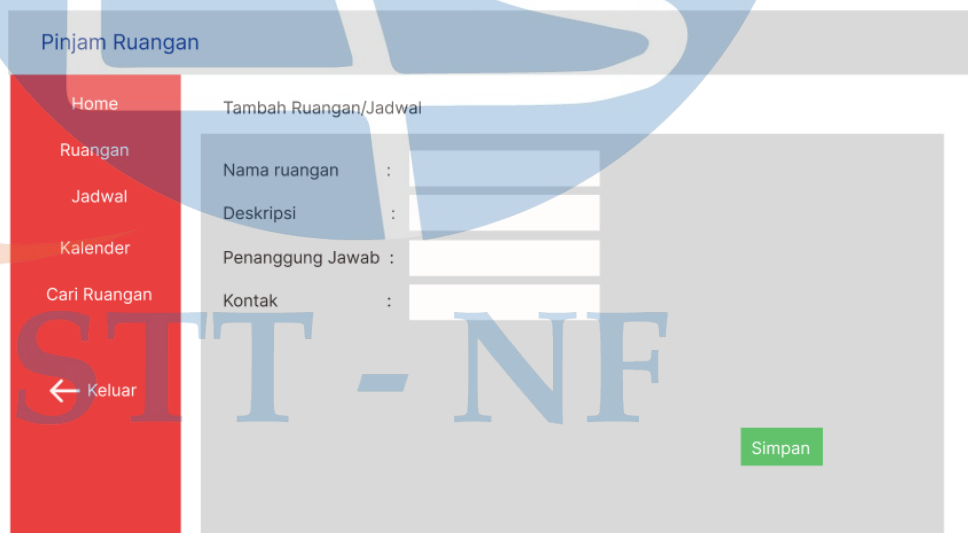 Pinjam Ruangan
Home
Ruangan
Jadwal
Kalender
Cari Ruangan
Keluar
Tambah Ruangan/Jadwal
Nama ruangan :
Deskripsi :
Penanggung Jawab :
Kontak :
Simpan
STT - NF